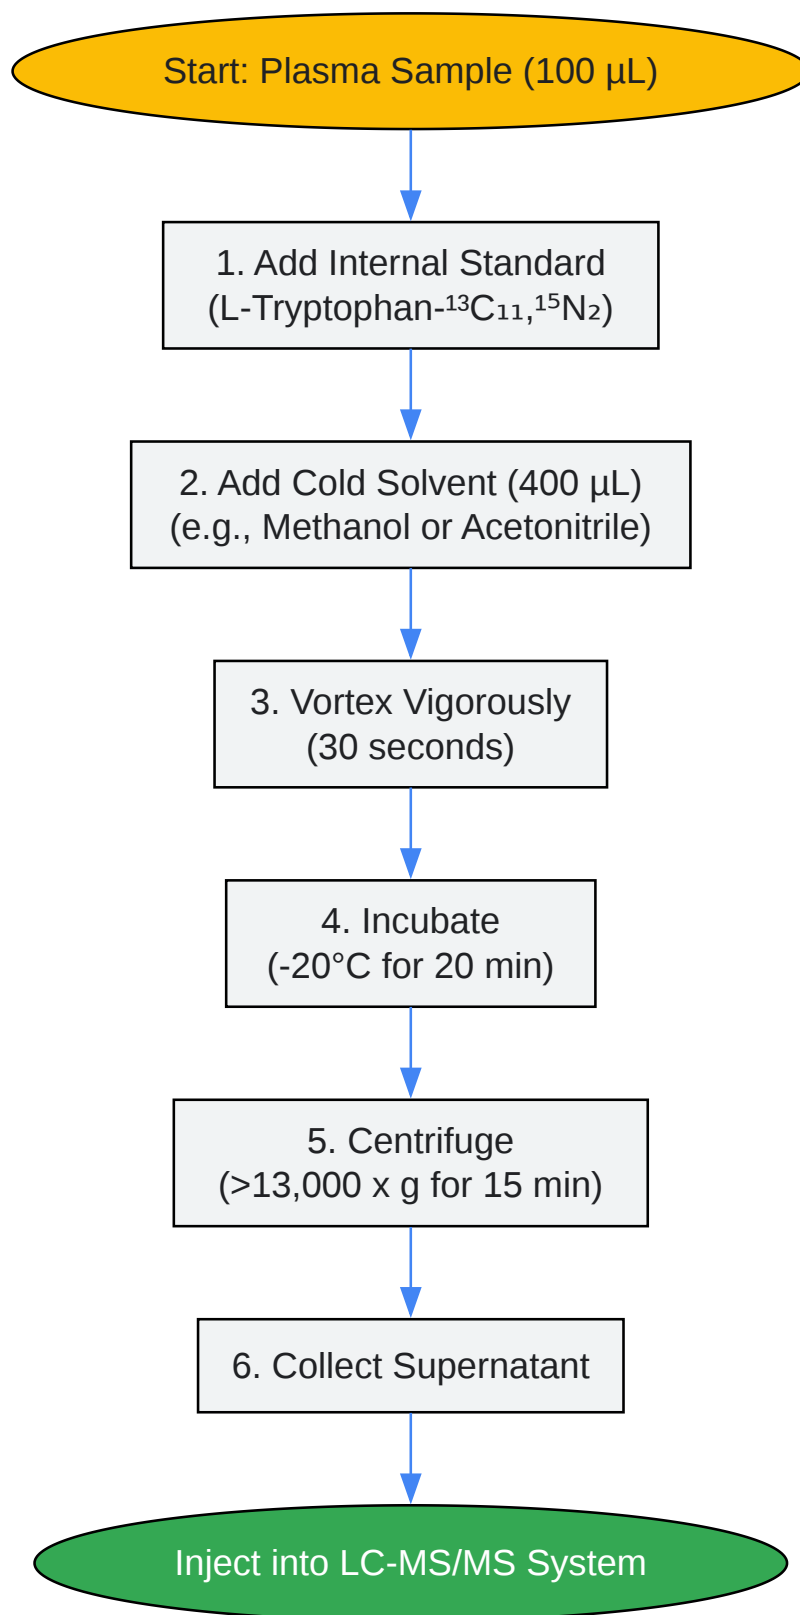 Start: Plasma Sample (100 µL)
1. Add Internal Standard
(L-Tryptophan-¹³C₁₁,¹⁵N₂)
2. Add Cold Solvent (400 µL)
(e.g., Methanol or Acetonitrile)
3. Vortex Vigorously
(30 seconds)
4. Incubate
(-20°C for 20 min)
5. Centrifuge
(>13,000 x g for 15 min)
6. Collect Supernatant
Inject into LC-MS/MS System